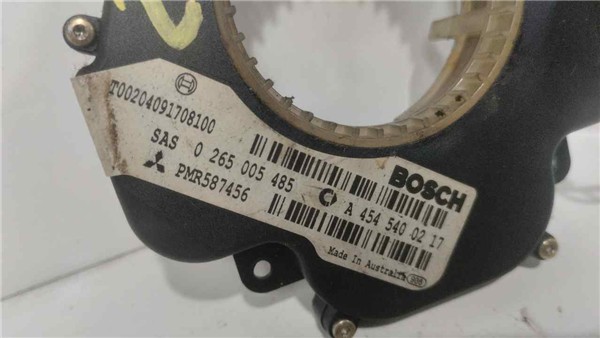 T00204091708100
SAS 0 265 005 485
PMR587456
BOSCH
A 454 540 02 17
Made In Australia